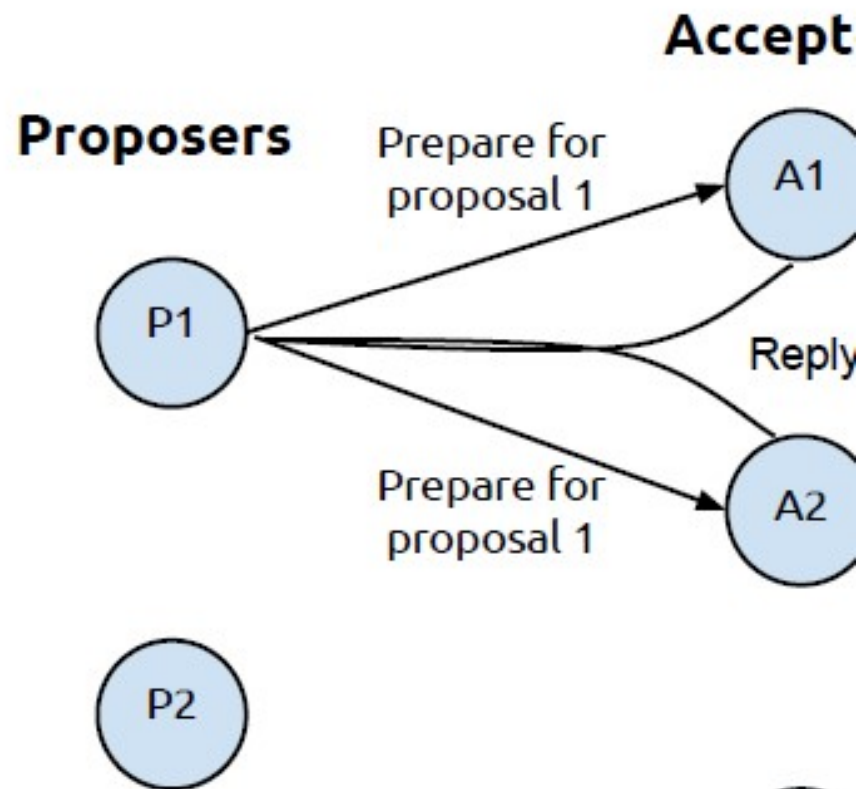 Accept
Proposers
Prepare for
proposal 1
A1
P1
Reply
Prepare for
proposal 1
A2
P2